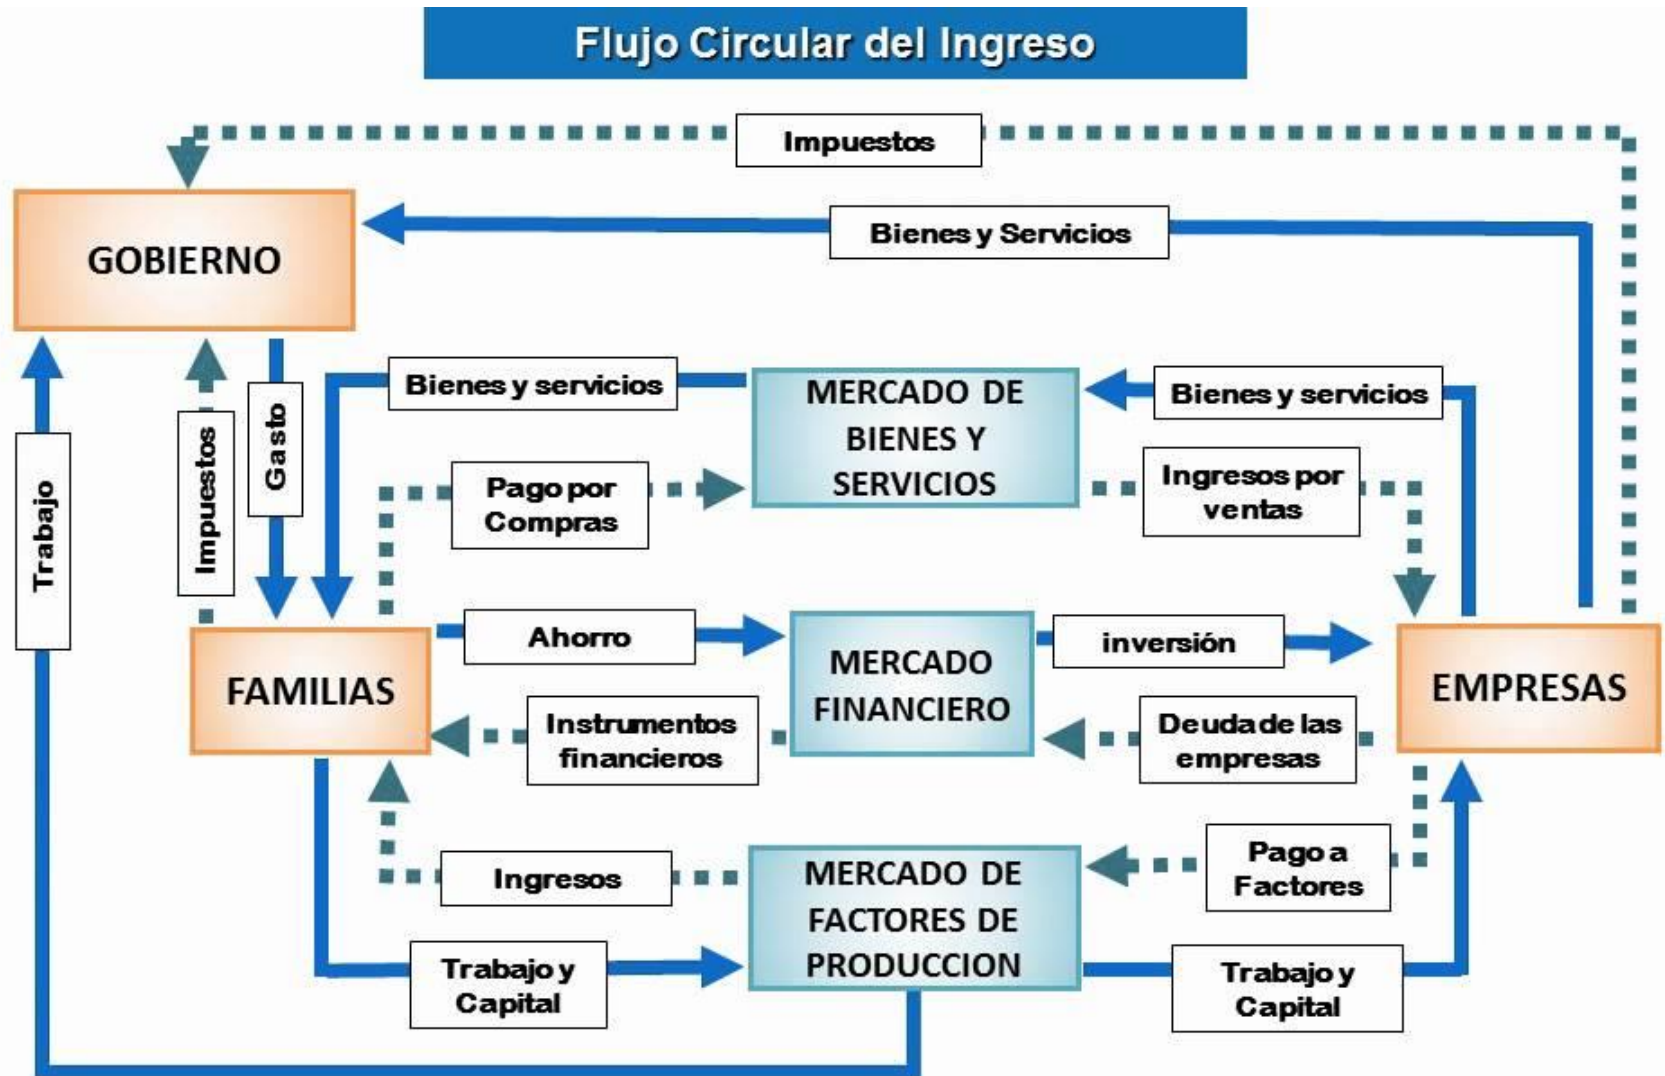 Flujo Circular del Ingreso
Impuestos
Bienes y Servicios
GOBIERNO
Bienes y servicios
MERCADO DE
BIENES Y
SERVICIOS
Bienes y servicios
Trabajo
Impuestos
Gasto
Pago por
Compras
Ingresos por
ventas
FAMILIAS
Ahorro
MERCADO
FINANCIERO
inversión
EMPRESAS
Instrumentos
financieros
Deuda de las
empresas
Ingresos
MERCADO DE
FACTORES DE
PRODUCCION
Pago a
Factores
Trabajo y
Capital
Trabajo y
Capital